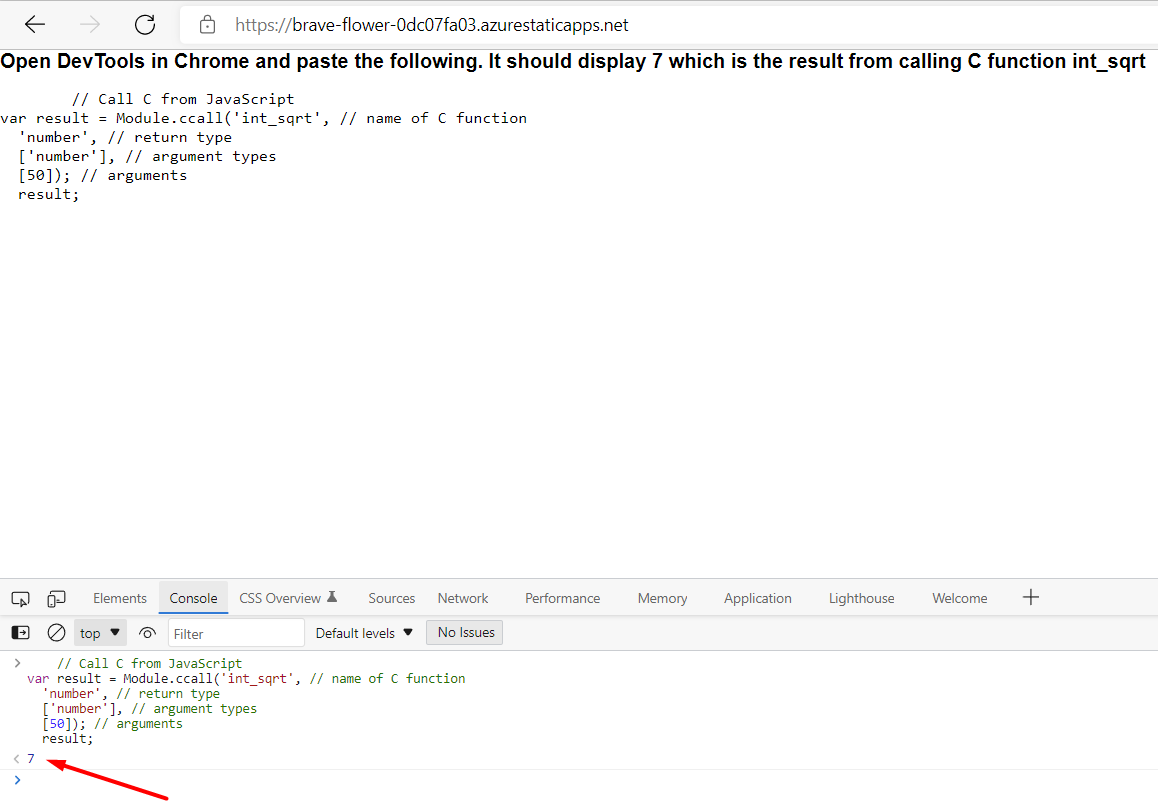 https://brave-flower-0dc07fa03.azurestaticapps.net
Open DevTools in Chrome and paste the following. It should display 7 which is the result from calling C function int_sqrt
// Call C from JavaScript
var result = Module.ccall('int_sqrt', // name of C function
'number', // return type
['number'], // argument types
[50]); // arguments
result;
Elements Console CSS Overview Sources Network Performance Memory Application Lighthouse Welcome
top Filter Default levels No Issues
// Call C from JavaScript
var result = Module.ccall('int_sqrt', // name of C function
'number', // return type
['number'], // argument types
[50]); // arguments
result;
7